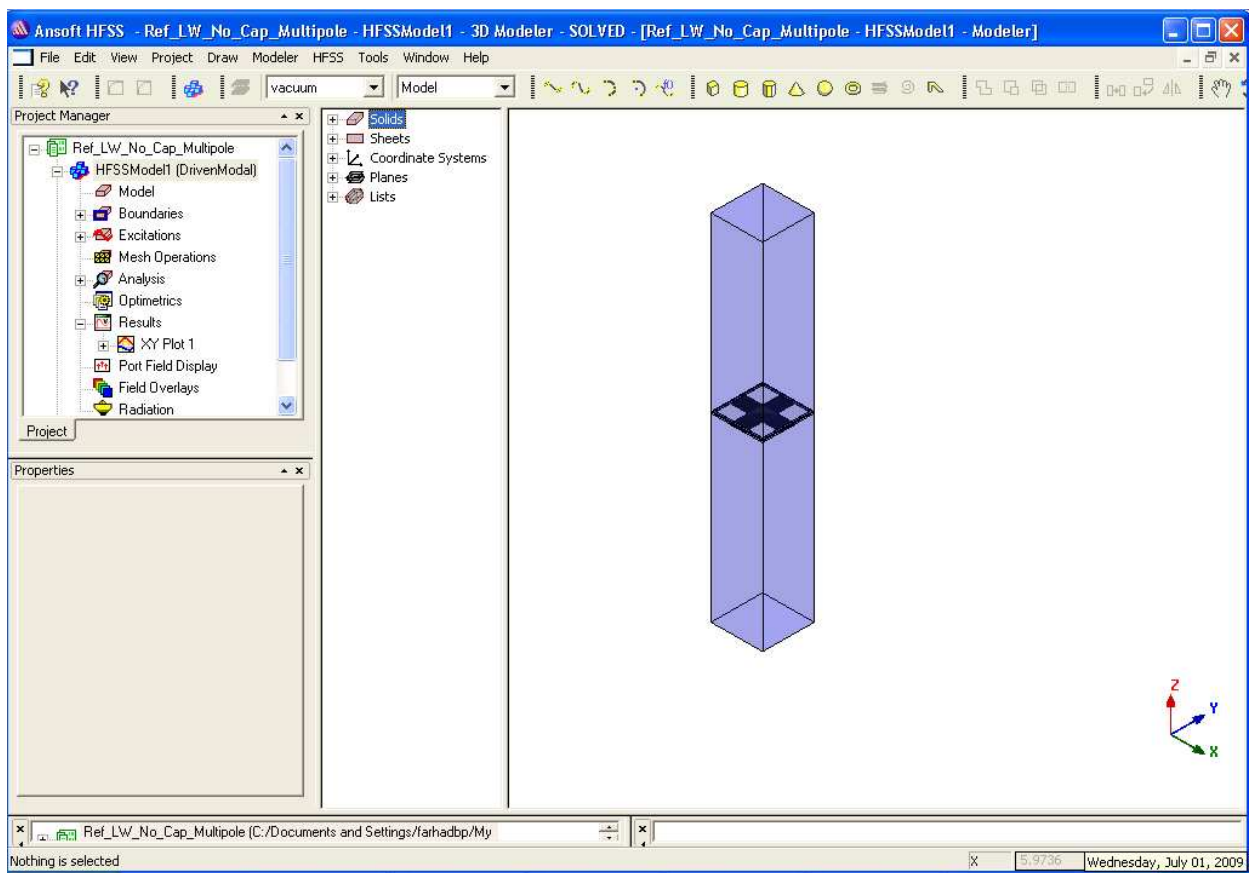 Ansoft HFSS - Ref_LW_No_Cap_Multipole - HFSSModel1 - 3D Modeler - SOLVED - [Ref_LW_No_Cap_Multipole - HFSSModel1 - Modeler]
File Edit View Project Draw Modeler HFSS Tools Window Help
vacuum Model
Project Manager
Ref_LW_No_Cap_Multipole
HFSSModel1 (DrivenModal)
Model
Boundaries
Excitations
Mesh Operations
Analysis
Optimetrics
Results
XY Plot 1
Port Field Display
Field Overlays
Radiation
Project
Properties
Solids
Sheets
Coordinate Systems
Planes
Lists
Z
Y
X
Ref_LW_No_Cap_Multipole (C:/Documents and Settings/farhadbp/My
Nothing is selected
X 5.9736 Wednesday, July 01, 2009